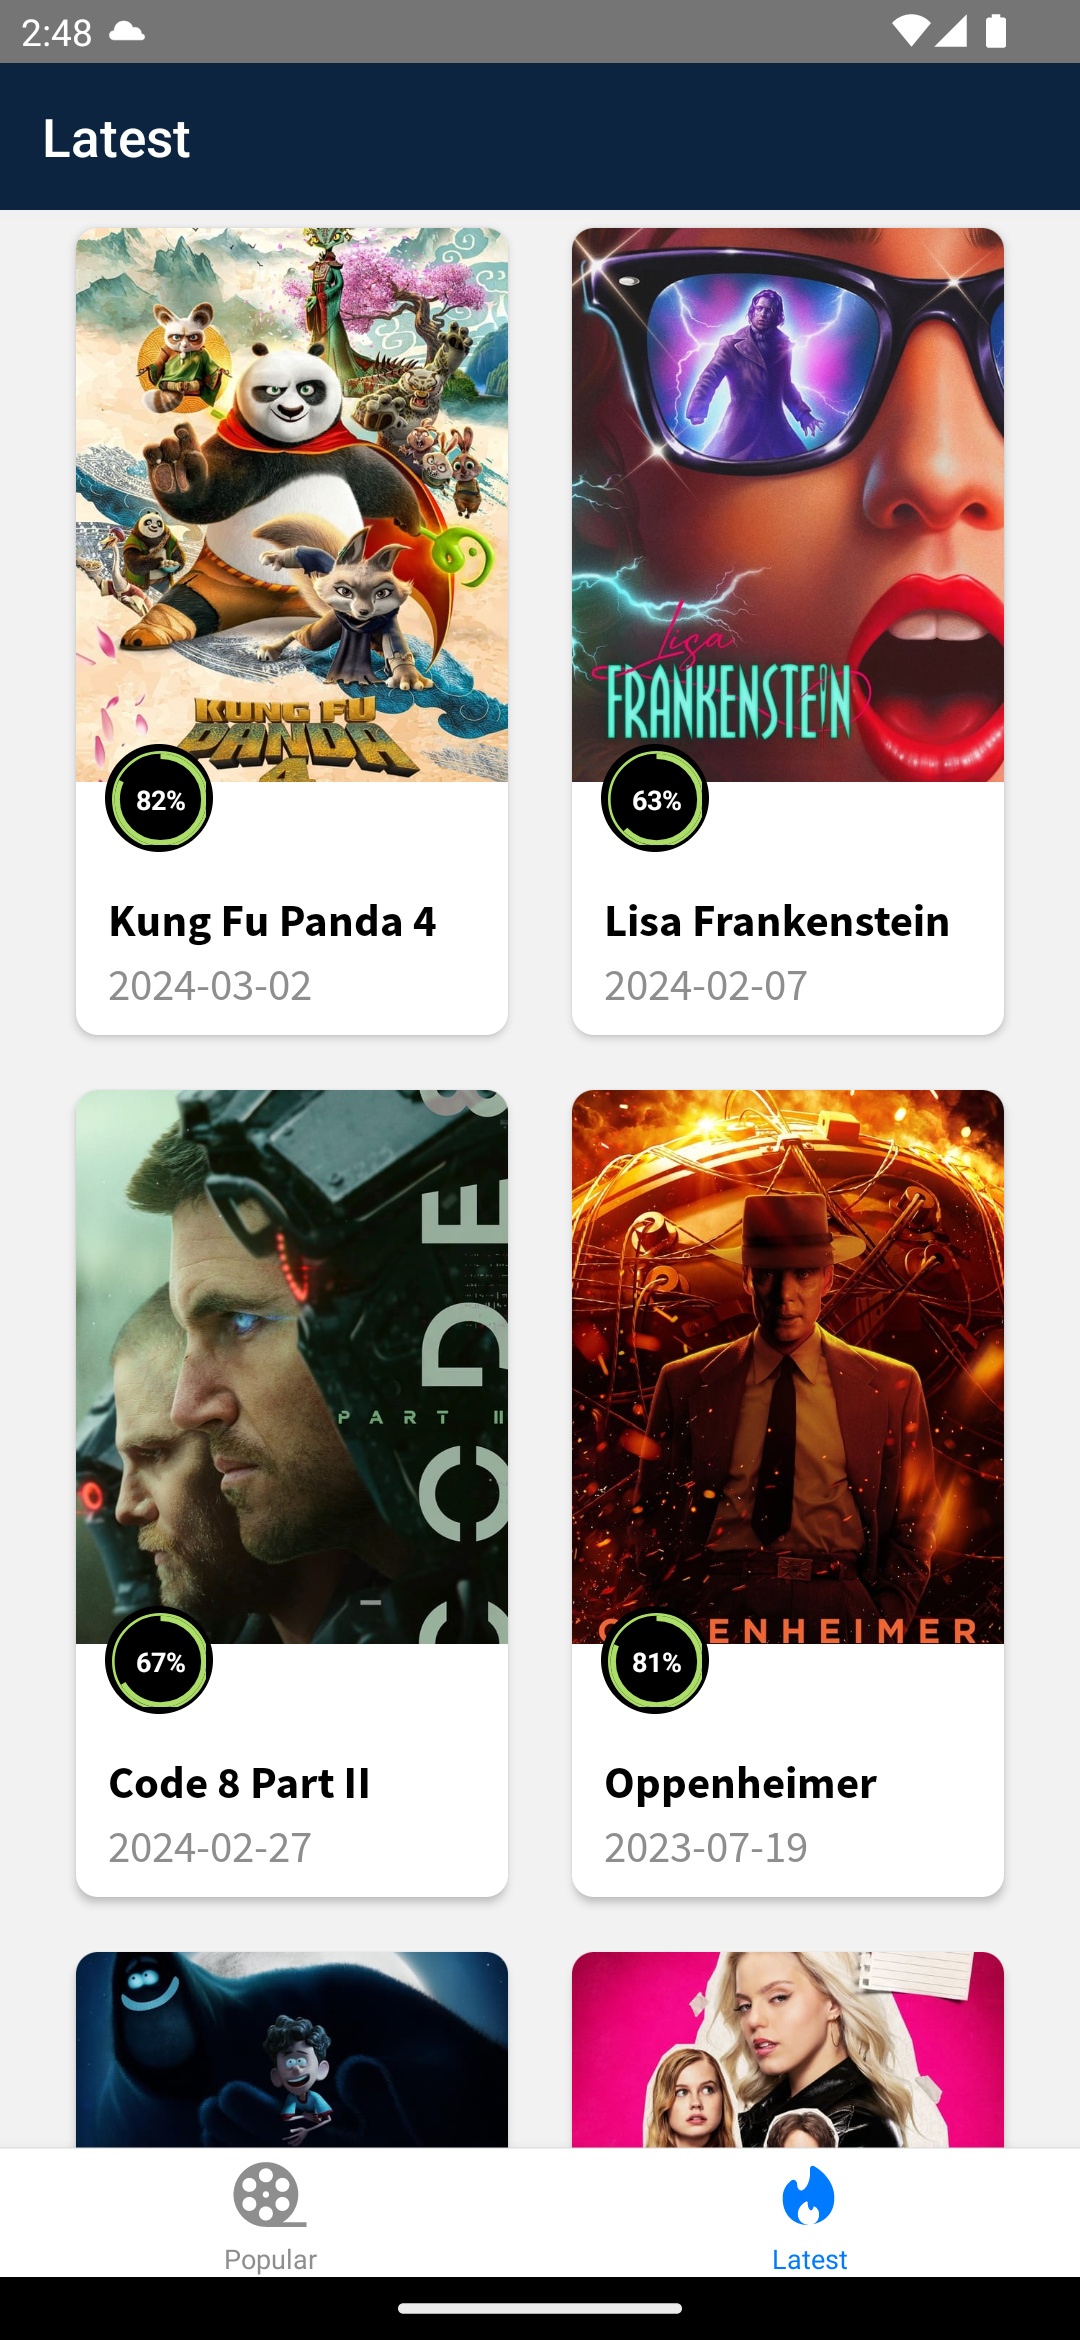 2:48
Latest
KUNG FU
PANDA
4
Lisa
FRANKENSTEIN
82%
63%
Kung Fu Panda 4
Lisa Frankenstein
2024-03-02
2024-02-07
CODE 8
PART II
OPPENHEIMER
67%
81%
Code 8 Part II
Oppenheimer
2024-02-27
2023-07-19
Popular
Latest